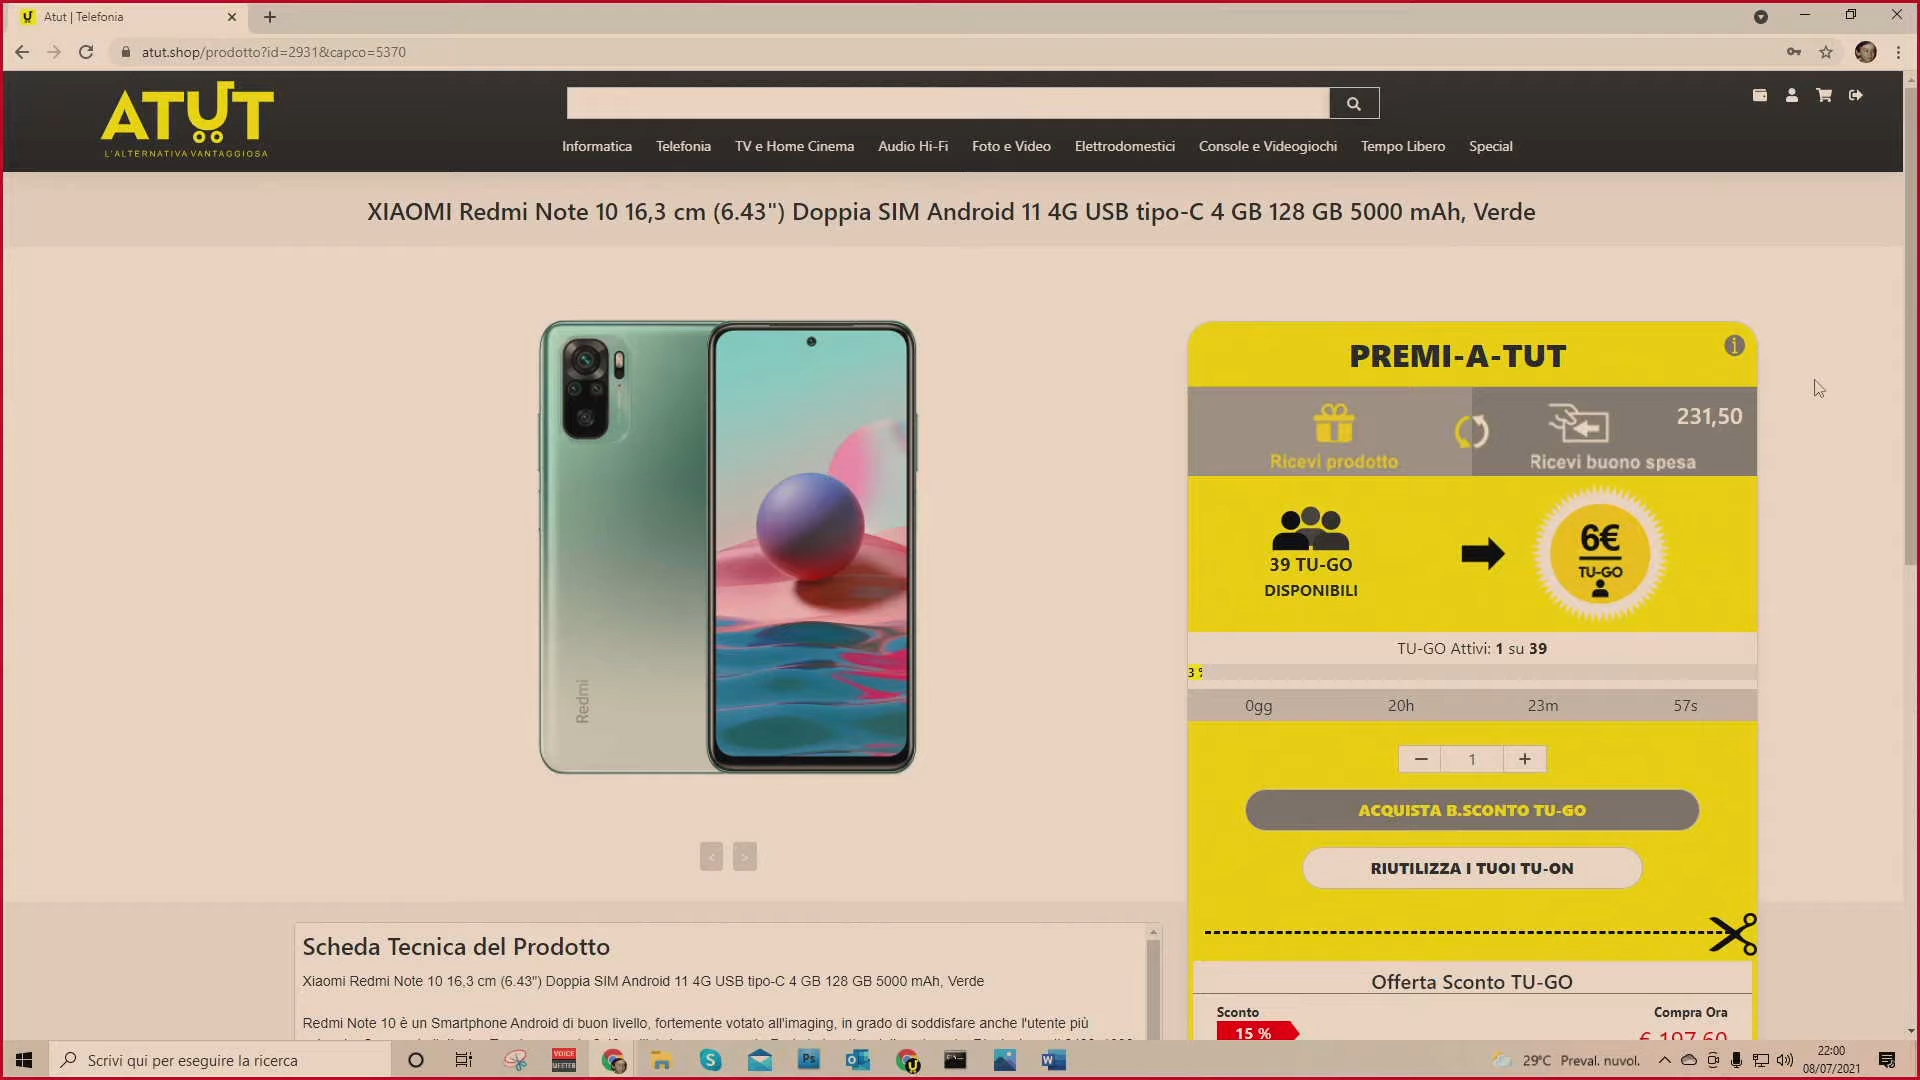 Atut | Telefonia
atut.shop/prodotto?id=2931&capco=5370
ATUT
L'ALTERNATIVA VANTAGGIOSA
Informatica Telefonia TV e Home Cinema Audio Hi-Fi Foto e Video Elettrodomestici Console e Videogiochi Tempo Libero Special
XIAOMI Redmi Note 10 16,3 cm (6.43") Doppia SIM Android 11 4G USB tipo-C 4 GB 128 GB 5000 mAh, Verde
Redmi
< >
PREMI-A-TUT
Ricevi prodotto
231,50
Ricevi buono spesa
39 TU-GO
DISPONIBILI
6€
TU-GO
TU-GO Attivi: 1 su 39
3 %
0gg 20h 23m 57s
− 1 +
ACQUISTA B.SCONTO TU-GO
RIUTILIZZA I TUOI TU-ON
Offerta Sconto TU-GO
Sconto Compra Ora
15 % € 197,60
Scheda Tecnica del Prodotto
Xiaomi Redmi Note 10 16,3 cm (6.43") Doppia SIM Android 11 4G USB tipo-C 4 GB 128 GB 5000 mAh, Verde
Redmi Note 10 è un Smartphone Android di buon livello, fortemente votato all'imaging, in grado di soddisfare anche l'utente più
Scrivi qui per eseguire la ricerca
VOICE
MEETER
Ps
29°C Preval. nuvol.
22:00
08/07/2021